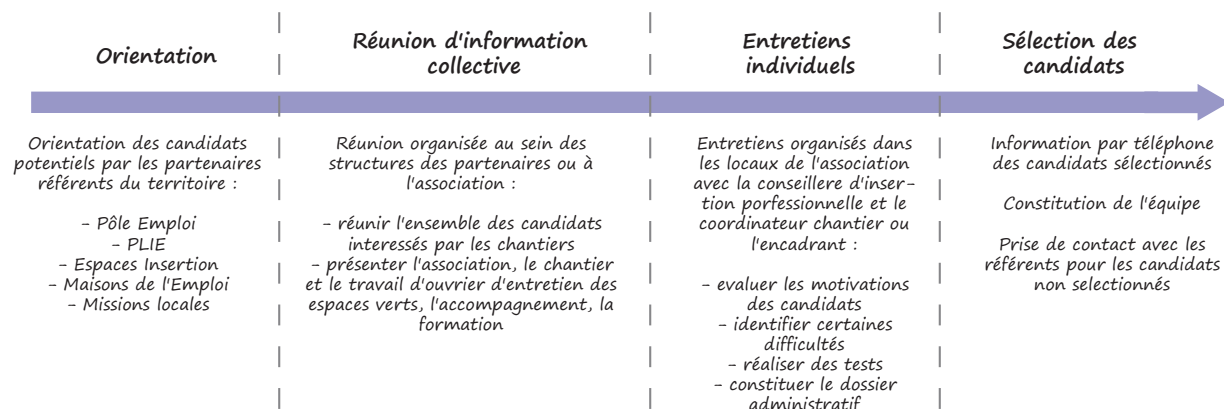 Orientation
Réunion d'information
collective
Entretiens
individuels
Sélection des
candidats
Orientation des candidats
potentiels par les partenaires
référents du territoire :
- Pôle Emploi
- PLIE
- Espaces Insertion
- Maisons de l'Emploi
- Missions locales
Réunion organisée au sein des
structures des partenaires ou à
l'association :
- réunir l'ensemble des candidats
interessés par les chantiers
- présenter l'association, le chantier
et le travail d'ouvrier d'entretien des
espaces verts, l'accompagnement, la
formation
Entretiens organisés dans
les locaux de l'association
avec la conseillere d'inser-
tion porfessionnelle et le
coordinateur chantier ou
l'encadrant :
- evaluer les motivations
des candidats
- identifier certaines
difficultés
- réaliser des tests
- constituer le dossier
administratif
Information par téléphone
des candidats sélectionnés
Constitution de l'équipe
Prise de contact avec les
référents pour les candidats
non selectionnés